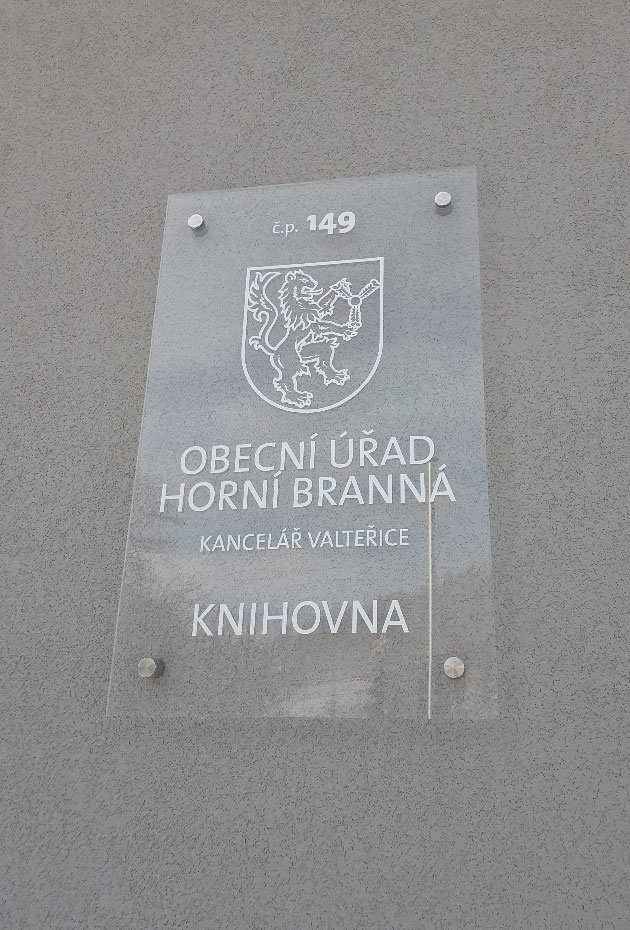 č.p. 149
OBECNÍ ÚŘAD
HORNÍ BRANNÁ
KANCELÁŘ VALTEŘICE
KNIHOVNA